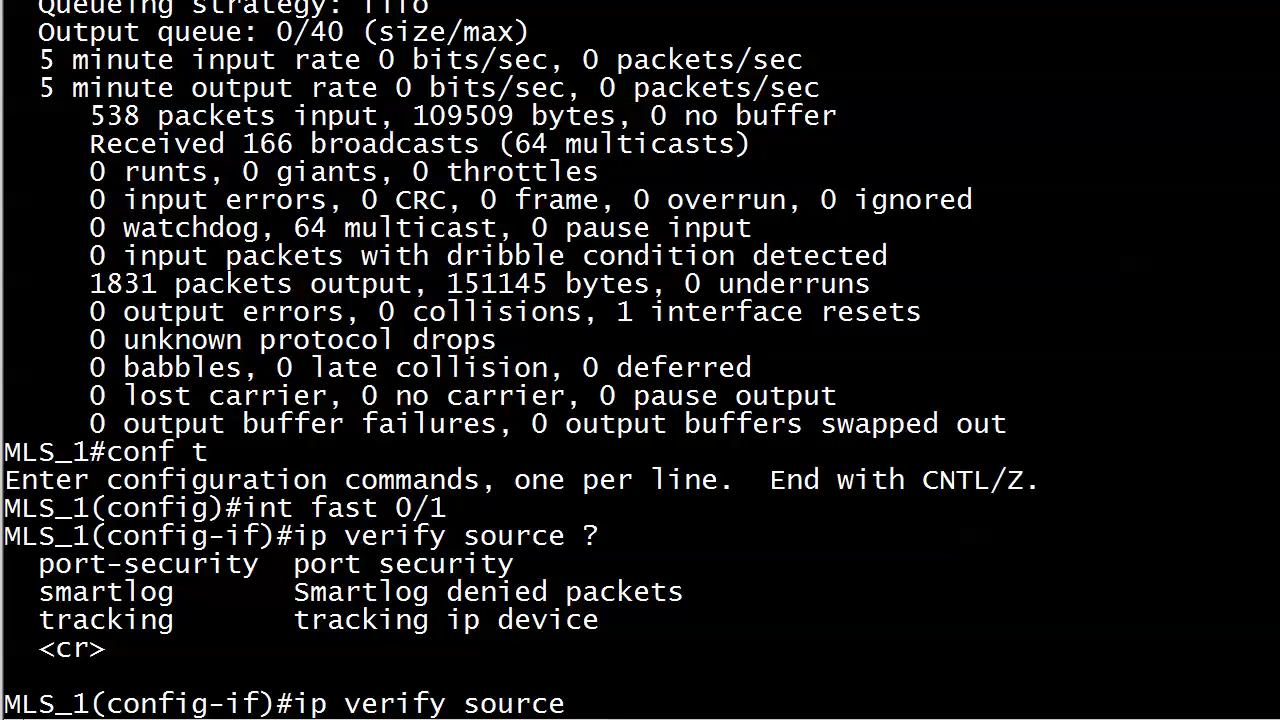 Queueing strategy: fifo
Output queue: 0/40 (size/max)
5 minute input rate 0 bits/sec, 0 packets/sec
5 minute output rate 0 bits/sec, 0 packets/sec
538 packets input, 109509 bytes, 0 no buffer
Received 166 broadcasts (64 multicasts)
0 runts, 0 giants, 0 throttles
0 input errors, 0 CRC, 0 frame, 0 overrun, 0 ignored
0 watchdog, 64 multicast, 0 pause input
0 input packets with dribble condition detected
1831 packets output, 151145 bytes, 0 underruns
0 output errors, 0 collisions, 1 interface resets
0 unknown protocol drops
0 babbles, 0 late collision, 0 deferred
0 lost carrier, 0 no carrier, 0 pause output
0 output buffer failures, 0 output buffers swapped out
MLS_1#conf t
Enter configuration commands, one per line.  End with CNTL/Z.
MLS_1(config)#int fast 0/1
MLS_1(config-if)#ip verify source ?
port-security  port security
smartlog       Smartlog denied packets
tracking       tracking ip device
<cr>
MLS_1(config-if)#ip verify source